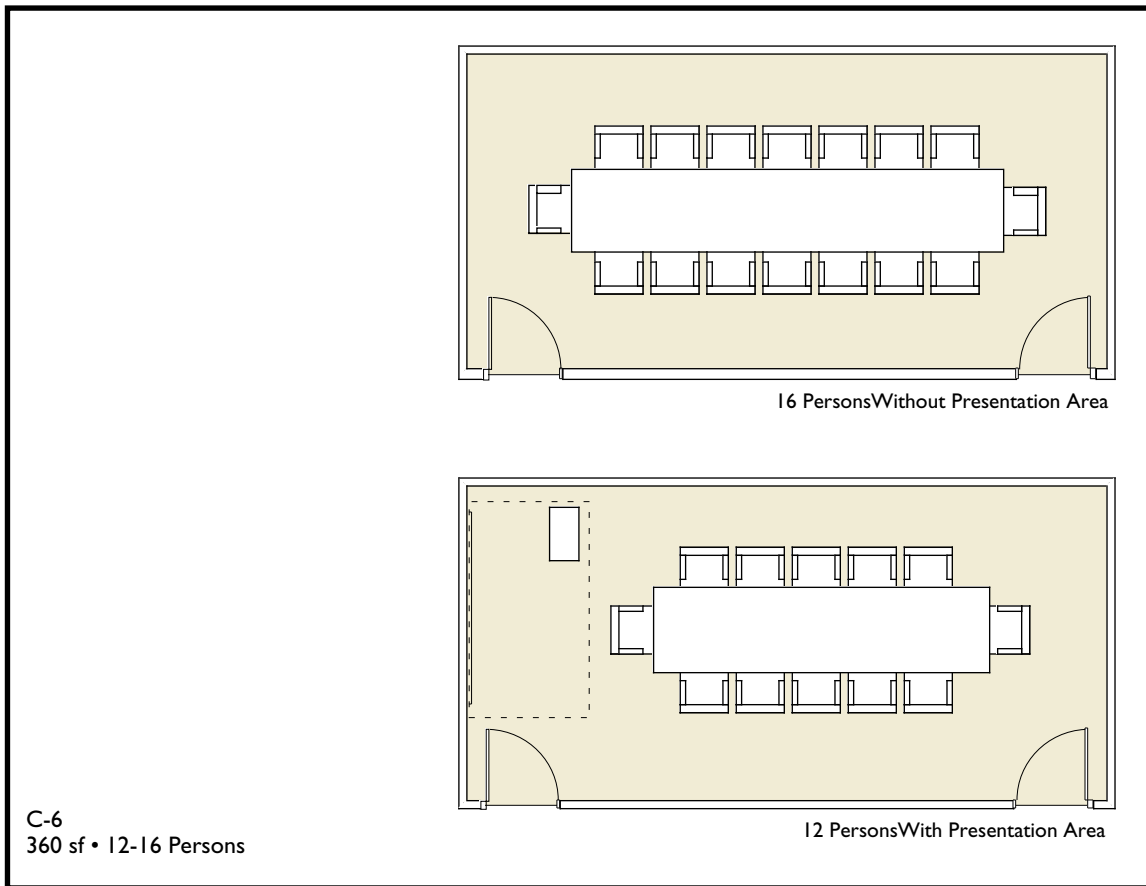 16 PersonsWithout Presentation Area
12 PersonsWith Presentation Area
C-6
360 sf • 12-16 Persons